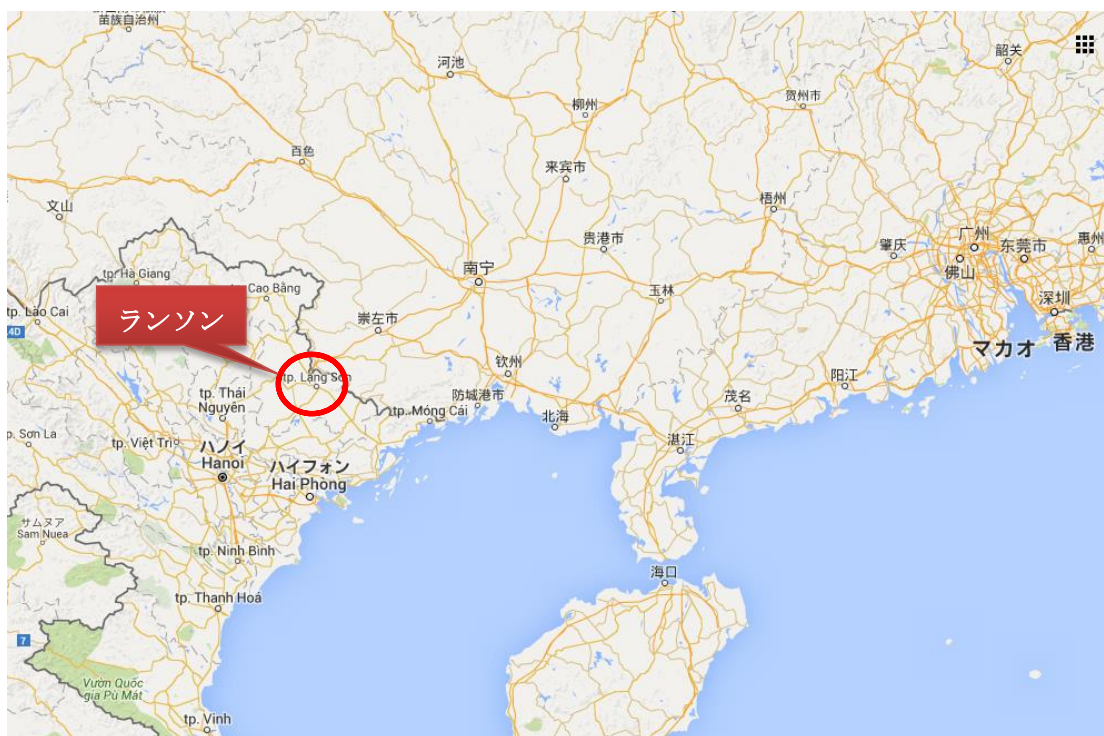 苗族自治州
韶关
河池
贺州市
柳州
百色
来宾市
梧州
文山
贵港市
广州
惠州
肇庆
东莞市
佛山
南宁
tp. Hà Giang
Cao Bằng
玉林
深圳
tp. Lào Cai
4D
ランソン
崇左市
マカオ
香港
钦州
阳江
tp. Lạng Sơn
tp. Thái
Nguyên
防城港市
茂名
tp. Móng Cái
北海
. Sơn La
tp. Việt Trì
ハノイ
Hanoi
湛江
ハイフォン
Hai Phòng
サムヌア
Sam Nuea
tp. Ninh Bình
海口
tp. Thanh Hoá
7
Vườn Quốc
gia Pù Mát
tp. Vinh